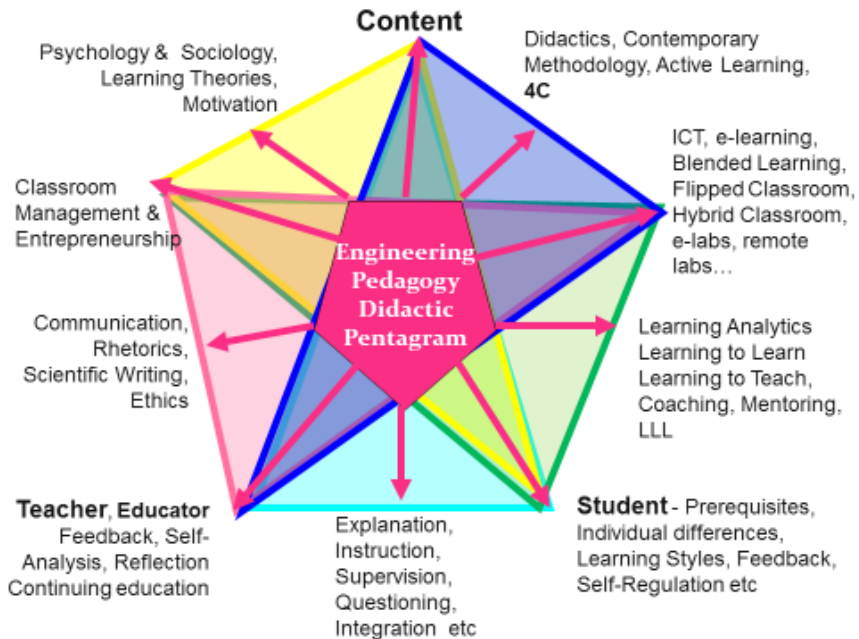 Content
Psychology & Sociology,
Learning Theories,
Motivation
Didactics, Contemporary
Methodology, Active Learning,
4C
ICT, e-learning,
Blended Learning,
Flipped Classroom,
Hybrid Classroom,
e-labs, remote
labs...
Classroom
Management &
Entrepreneurship
Engineering
Pedagogy
Didactic
Pentagram
Communication,
Rhetorics,
Scientific Writing,
Ethics
Learning Analytics
Learning to Learn
Learning to Teach,
Coaching, Mentoring,
LLL
Teacher, Educator
Feedback, Self-
Analysis, Reflection
Continuing education
Explanation,
Instruction,
Supervision,
Questioning,
Integration etc
Student - Prerequisites,
Individual differences,
Learning Styles, Feedback,
Self-Regulation etc